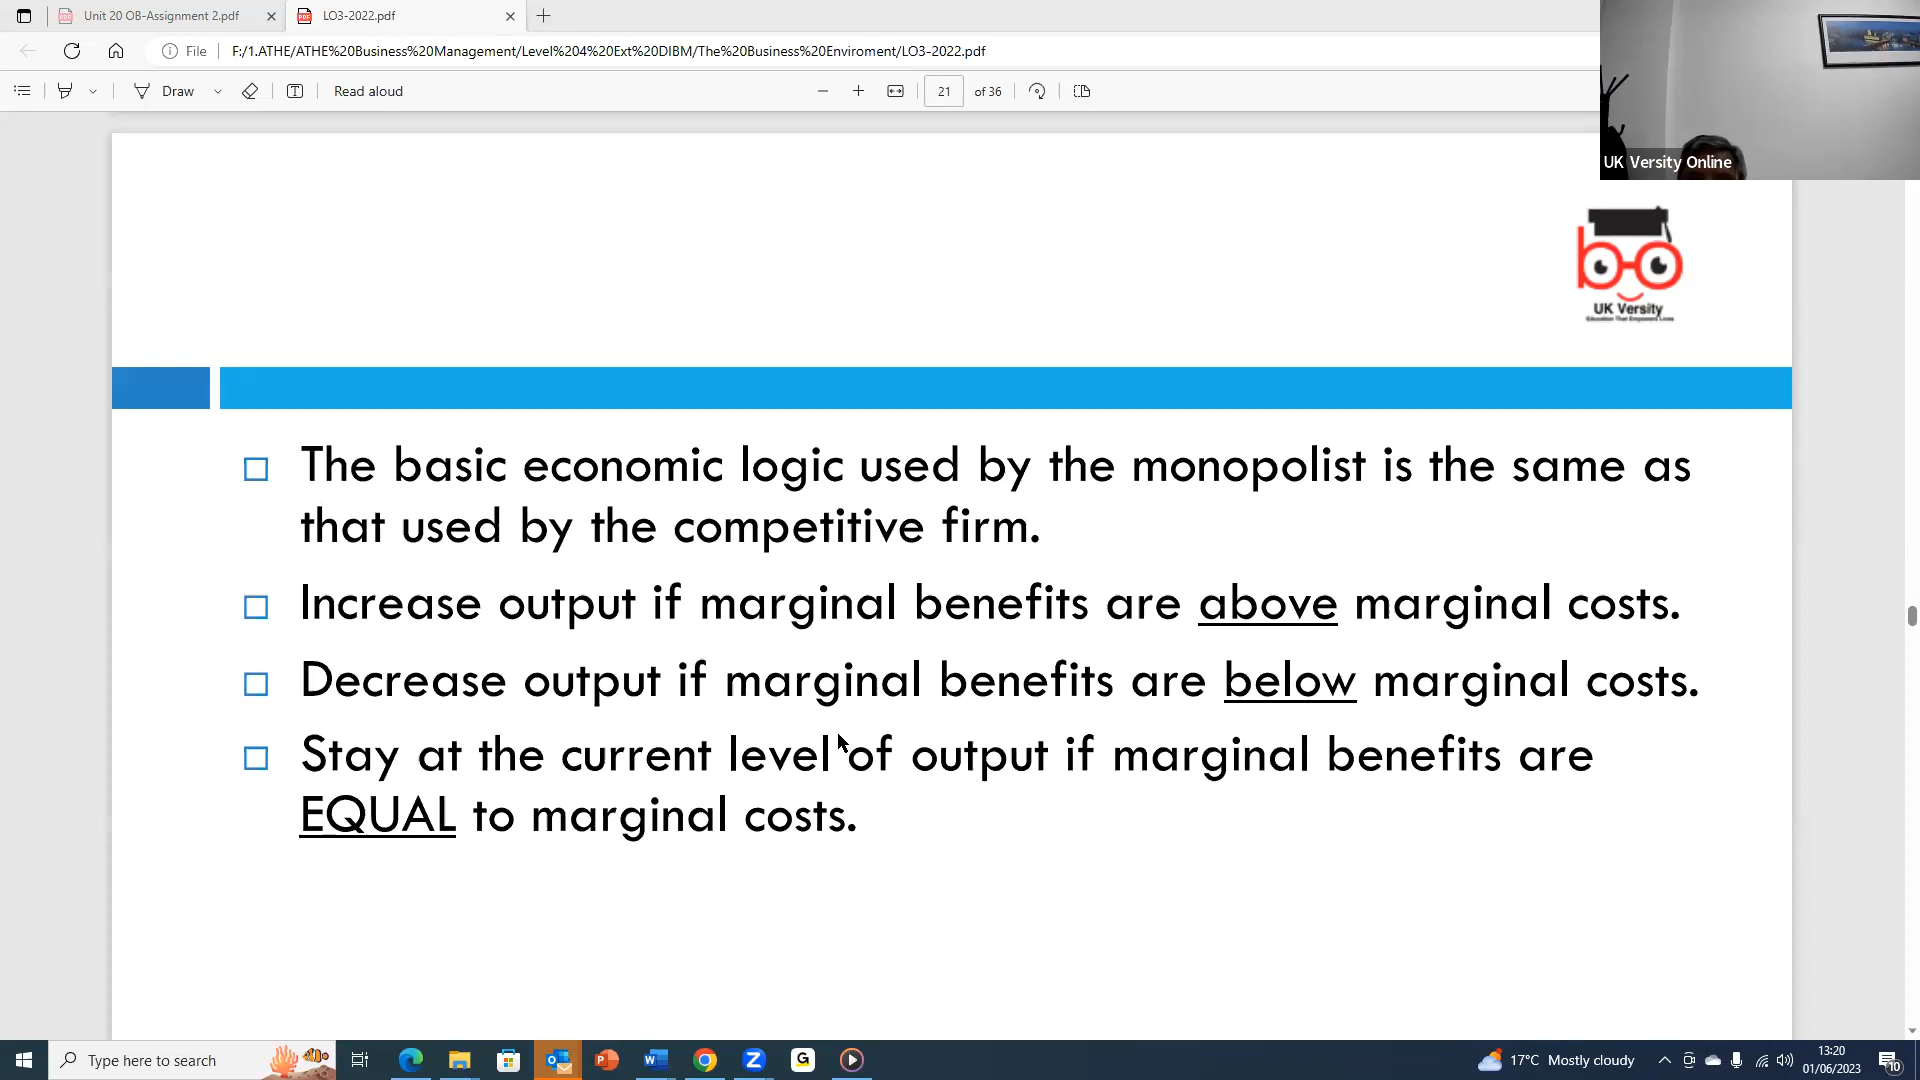 Unit 20 OB-Assignment 2.pdf
LO3-2022.pdf
File
F:/1.ATHE/ATHE%20Business%20Management/Level%204%20Ext%20DIBM/The%20Business%20Enviroment/LO3-2022.pdf
Draw
Read aloud
21 of 36
UK Versity Online
UK Versity
Education That Empowers Lives
The basic economic logic used by the monopolist is the same as
that used by the competitive firm.
Increase output if marginal benefits are above marginal costs.
Decrease output if marginal benefits are below marginal costs.
Stay at the current level of output if marginal benefits are
EQUAL to marginal costs.
Type here to search
17°C Mostly cloudy
13:20
01/06/2023
10